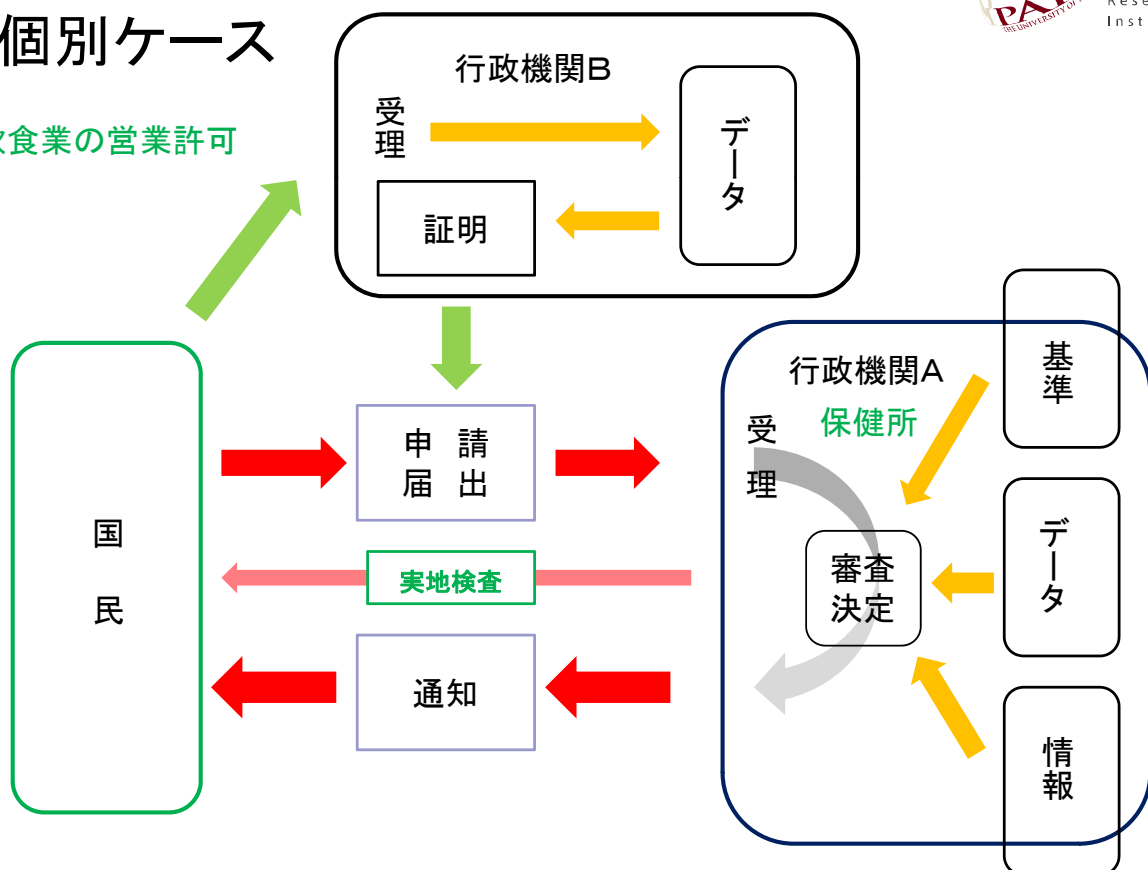 個別ケース
飲食業の営業許可
Inst
行政機関B
受理
データ
証明
国民
申 請
届 出
実地検査
通知
行政機関A
保健所
受理
審査
決定
基準
データ
情報